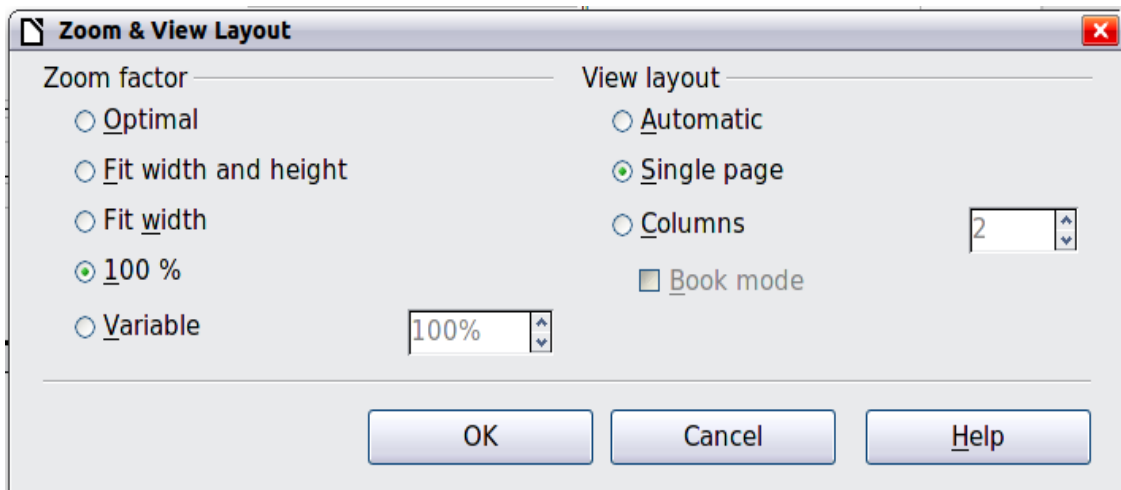 Zoom & View Layout
Zoom factor
Optimal
Fit width and height
Fit width
100 %
Variable
100%
View layout
Automatic
Single page
Columns
2
Book mode
OK
Cancel
Help